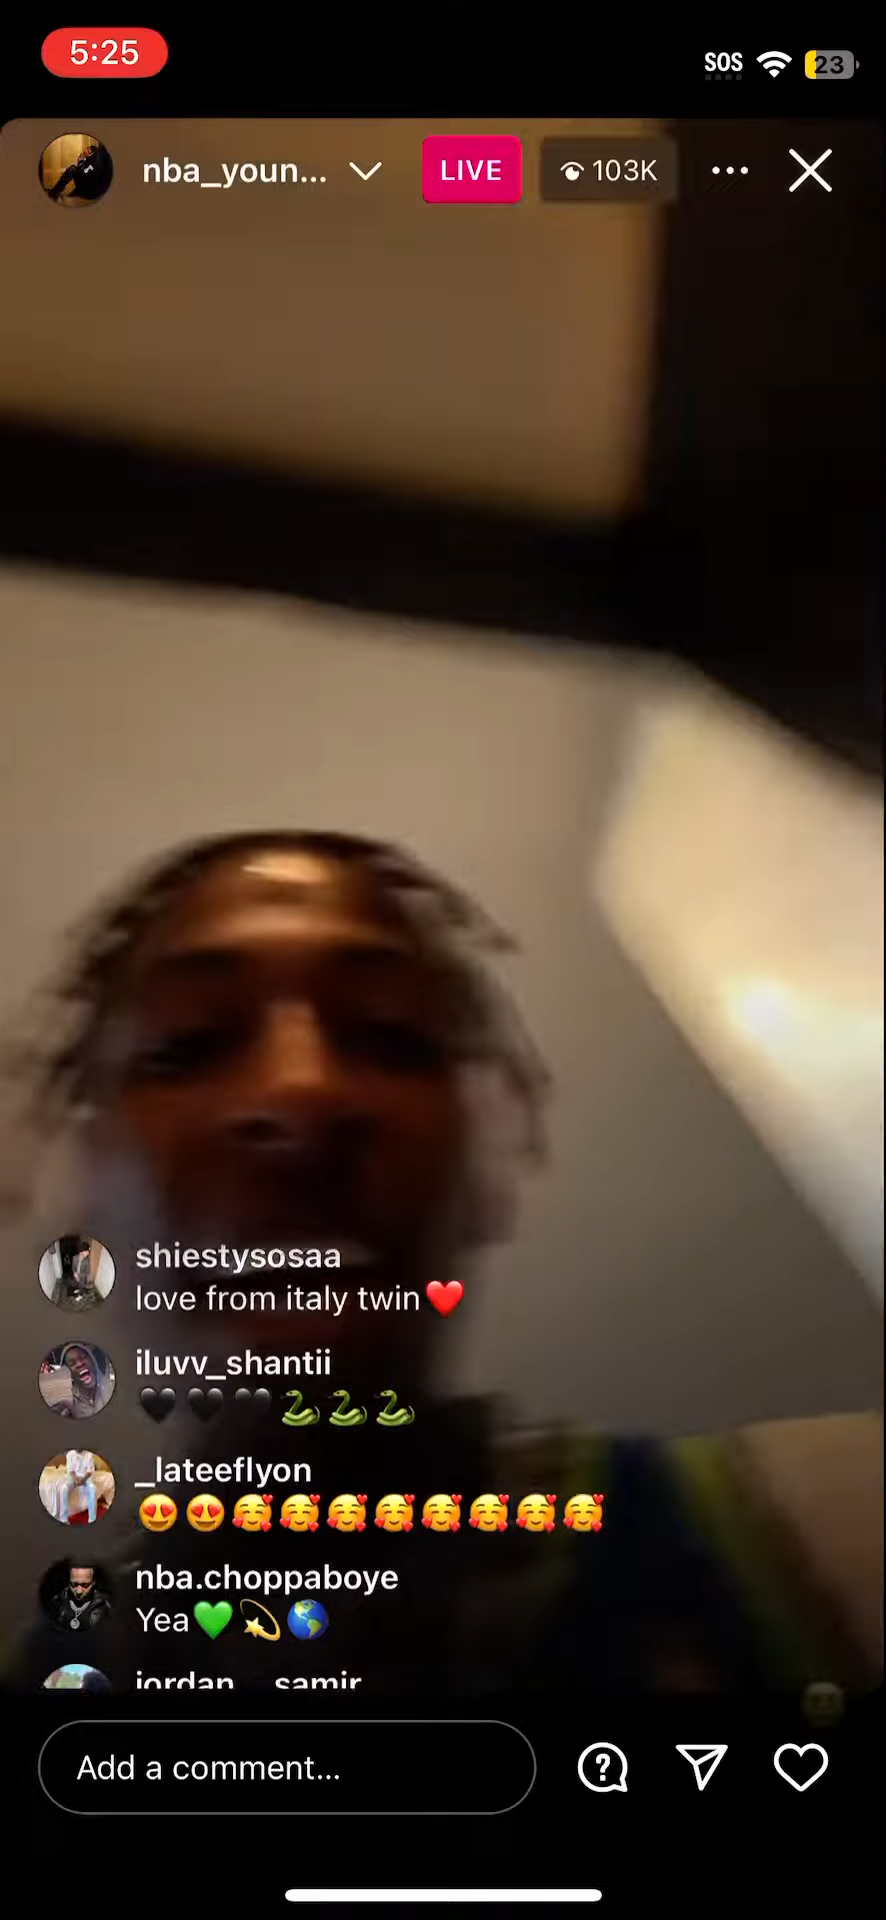 5:25
SOS
23
nba_youn...
LIVE
103K
shiestysosaa
love from italy twin❤️
iluvv_shantii
🖤🖤🖤🐍🐍🐍
_lateeflyon
😍😍🥰🥰🥰🥰🥰🥰🥰🥰
nba.choppaboye
Yea💚💫🌎
jordan__samir
Add a comment...